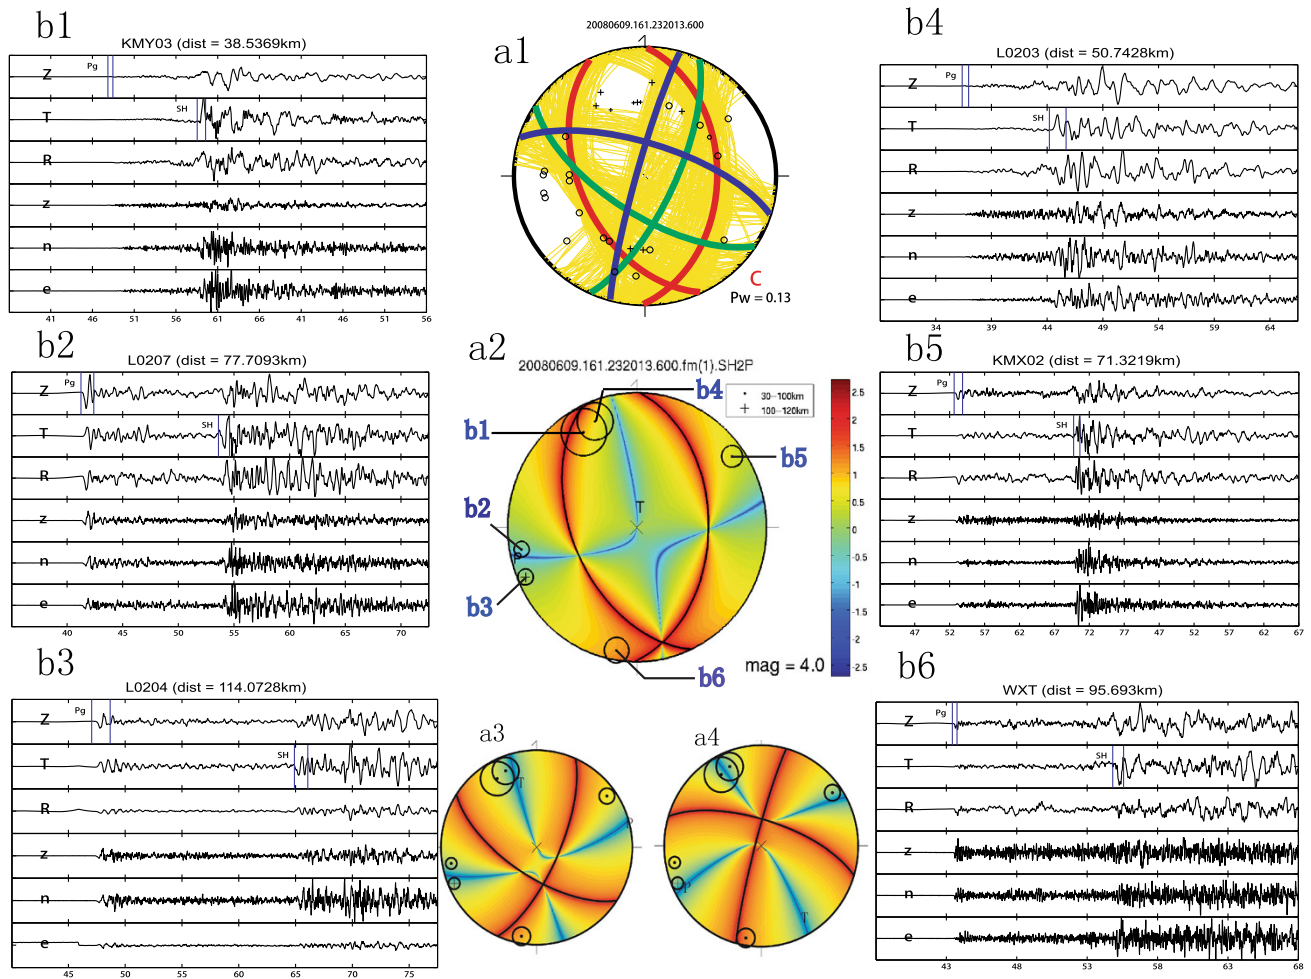 b1
KMY03 (dist = 38.5369km)
Pg
Z
SH
T
R
z
n
e
41 46 56 61 66 41 46 51 56
20080609.161.232013.600
a1
C
Pw = 0.13
b4
L0203 (dist = 50.7428km)
Pg
Z
SH
T
R
z
n
e
34 39 44 49 54 59 64
b2
L0207 (dist = 77.7093km)
Pg
Z
SH
T
R
z
n
e
40 45 50 55 60 65 70
a2
20080609.161.232013.600.fm(1).SH2P
b4
30-100km
100-120km
b1
b5
b2
b3
b6
T
2.5
2
1.5
1
0.5
0
-0.5
-1
-1.5
-2
-2.5
mag = 4.0
b5
KMX02 (dist = 71.3219km)
Pg
Z
SH
T
R
z
n
e
47 52 57 62 67 72 77 47 52 57 62 67
b3
L0204 (dist = 114.0728km)
Pg
Z
SH
T
R
z
n
e
45 50 55 60 65 70 75
a3
T
P
a4
P
T
b6
WXT (dist = 95.693km)
Pg
Z
SH
T
R
z
n
e
43 48 53 58 63 68